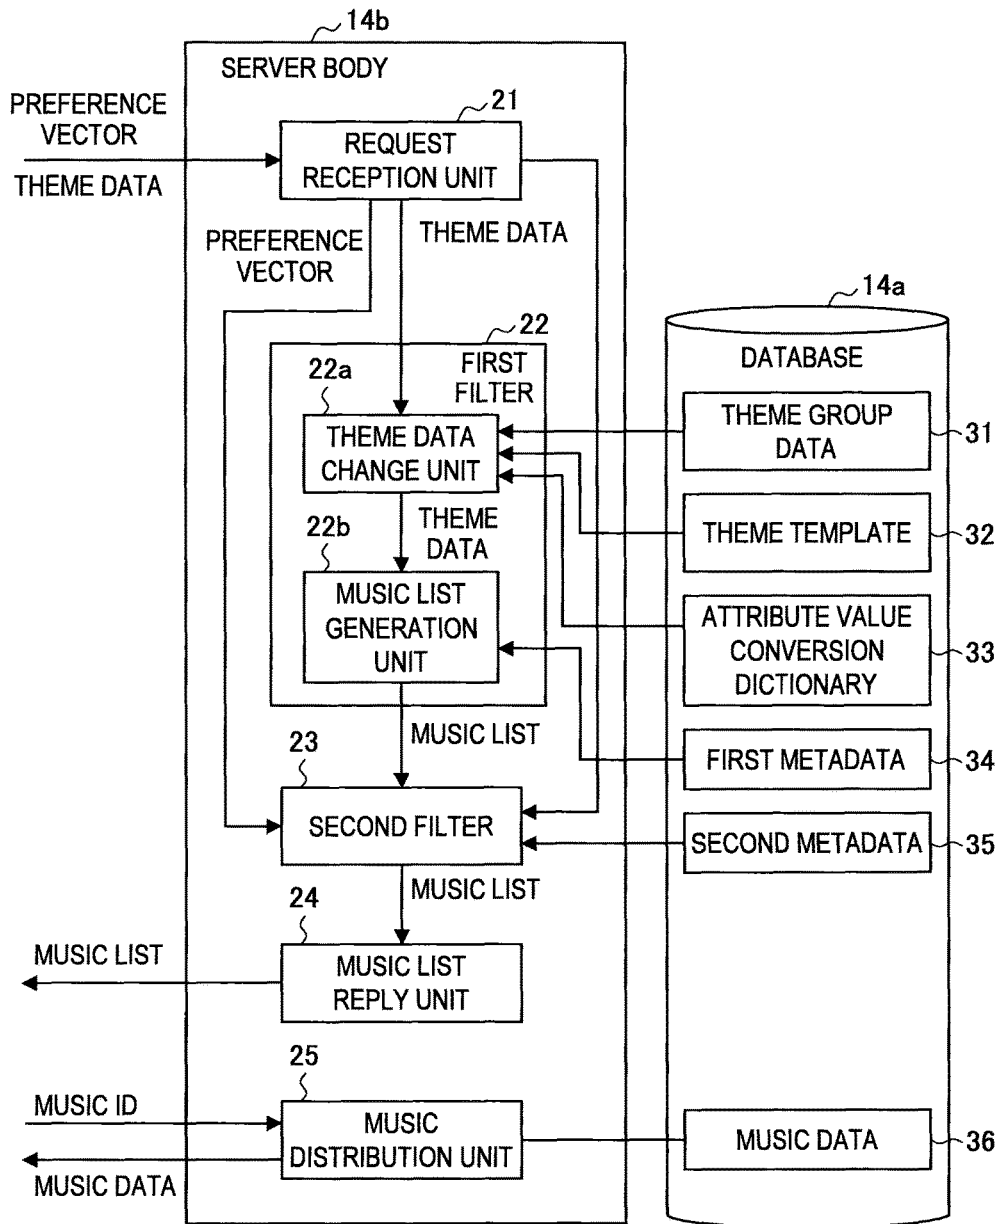 14b
SERVER BODY
PREFERENCE
VECTOR
THEME DATA
21
REQUEST
RECEPTION UNIT
PREFERENCE
VECTOR
THEME DATA
14a
DATABASE
22
FIRST
FILTER
22a
THEME DATA
CHANGE UNIT
THEME GROUP
DATA
31
THEME
DATA
THEME TEMPLATE
32
22b
MUSIC LIST
GENERATION
UNIT
ATTRIBUTE VALUE
CONVERSION
DICTIONARY
33
MUSIC LIST
FIRST METADATA
34
23
SECOND FILTER
SECOND METADATA
35
MUSIC LIST
24
MUSIC LIST
REPLY UNIT
MUSIC LIST
25
MUSIC ID
MUSIC
DISTRIBUTION UNIT
MUSIC DATA
MUSIC DATA
36